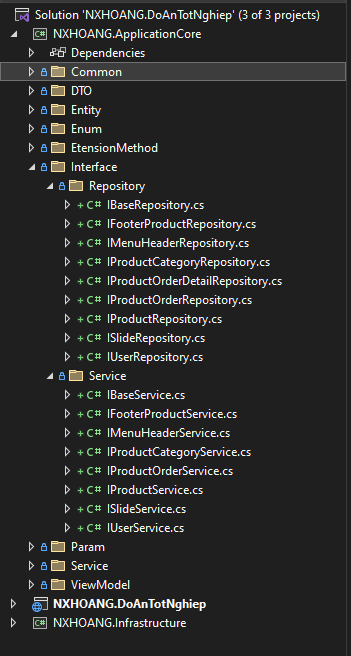 Solution 'NXHOANG.DoAnTotNghiep' (3 of 3 projects)
C# NXHOANG.ApplicationCore
Dependencies
Common
DTO
Entity
Enum
EtensionMethod
Interface
Repository
+ C# IBaseRepository.cs
+ C# IFooterProductRepository.cs
+ C# IMenuHeaderRepository.cs
+ C# IProductCategoryRepository.cs
+ C# IProductOrderDetailRepository.cs
+ C# IProductOrderRepository.cs
+ C# IProductRepository.cs
+ C# ISlideRepository.cs
+ C# IUserRepository.cs
Service
+ C# IBaseService.cs
+ C# IFooterProductService.cs
+ C# IMenuHeaderService.cs
+ C# IProductCategoryService.cs
+ C# IProductOrderService.cs
+ C# IProductService.cs
+ C# ISlideService.cs
+ C# IUserService.cs
Param
Service
ViewModel
NXHOANG.DoAnTotNghiep
C# NXHOANG.Infrastructure